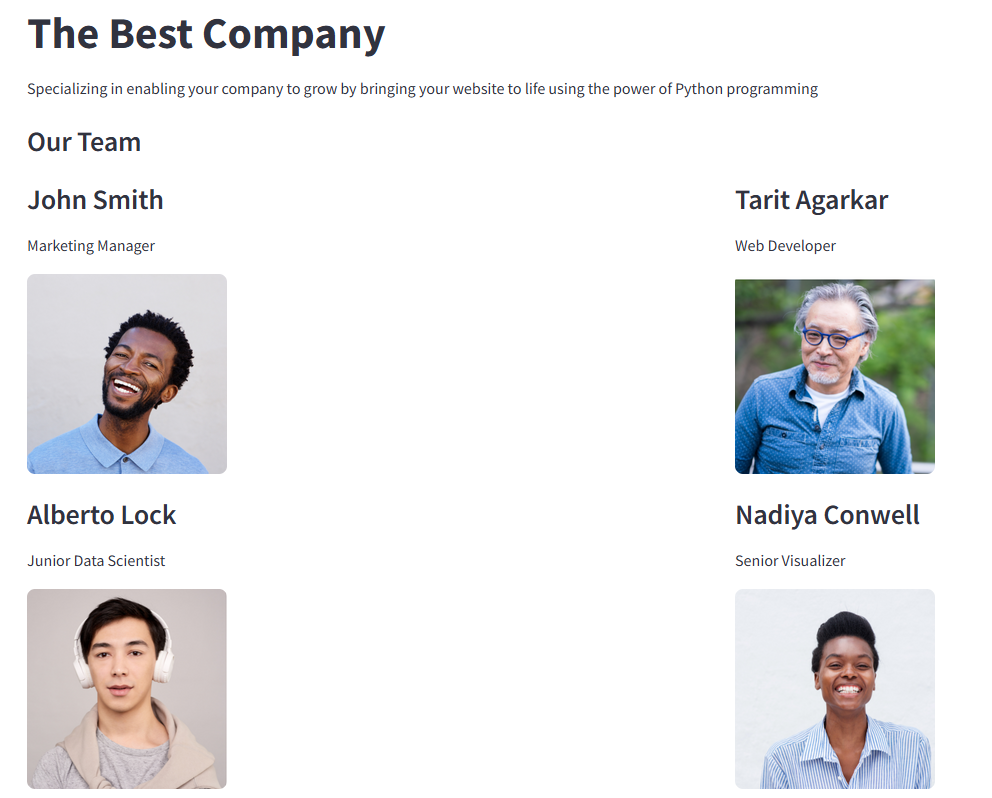 The Best Company
Specializing in enabling your company to grow by bringing your website to life using the power of Python programming
Our Team
John Smith
Marketing Manager
Tarit Agarkar
Web Developer
Alberto Lock
Junior Data Scientist
Nadiya Conwell
Senior Visualizer